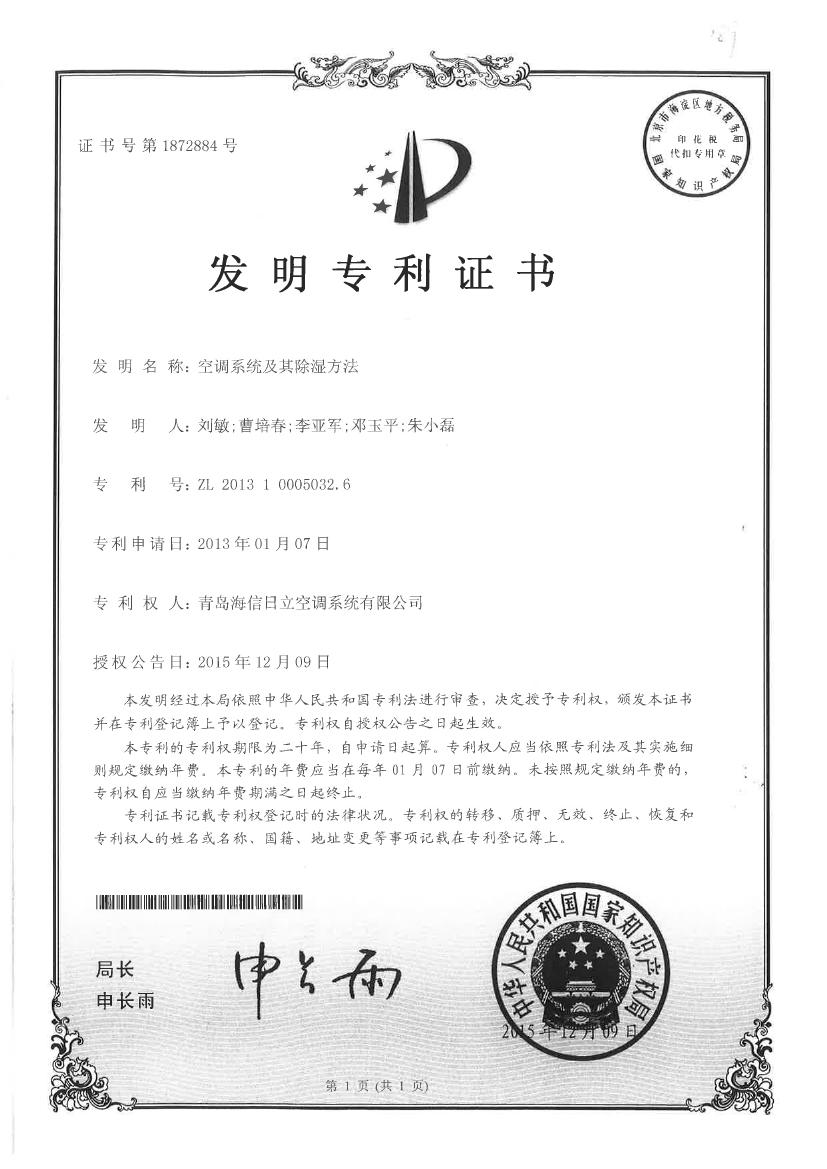 证书号第1872884号
北京市海淀区地方税务局
印花税
代扣专用章
国家知识产权局
发明专利证书
发明名称：空调系统及其除湿方法
发明人：刘敏;曹培春;李亚军;邓玉平;朱小磊
专利号：ZL 2013 1 0005032.6
专利申请日：2013年01月07日
专利权人：青岛海信日立空调系统有限公司
授权公告日：2015年12月09日
本发明经过本局依照中华人民共和国专利法进行审查，决定授予专利权，颁发本证书
并在专利登记簿上予以登记。专利权自授权公告之日起生效。
本专利的专利权期限为二十年，自申请日起算。专利权人应当依照专利法及其实施细
则规定缴纳年费。本专利的年费应当在每年01月07日前缴纳。未按照规定缴纳年费的，
专利权自应当缴纳年费期满之日起终止。
专利证书记载专利权登记时的法律状况。专利权的转移、质押、无效、终止、恢复和
专利权人的姓名或名称、国籍、地址变更等事项记载在专利登记簿上。
局长
申长雨
申长雨
中华人民共和国国家知识产权局
2015年12月09日
第1页(共1页)